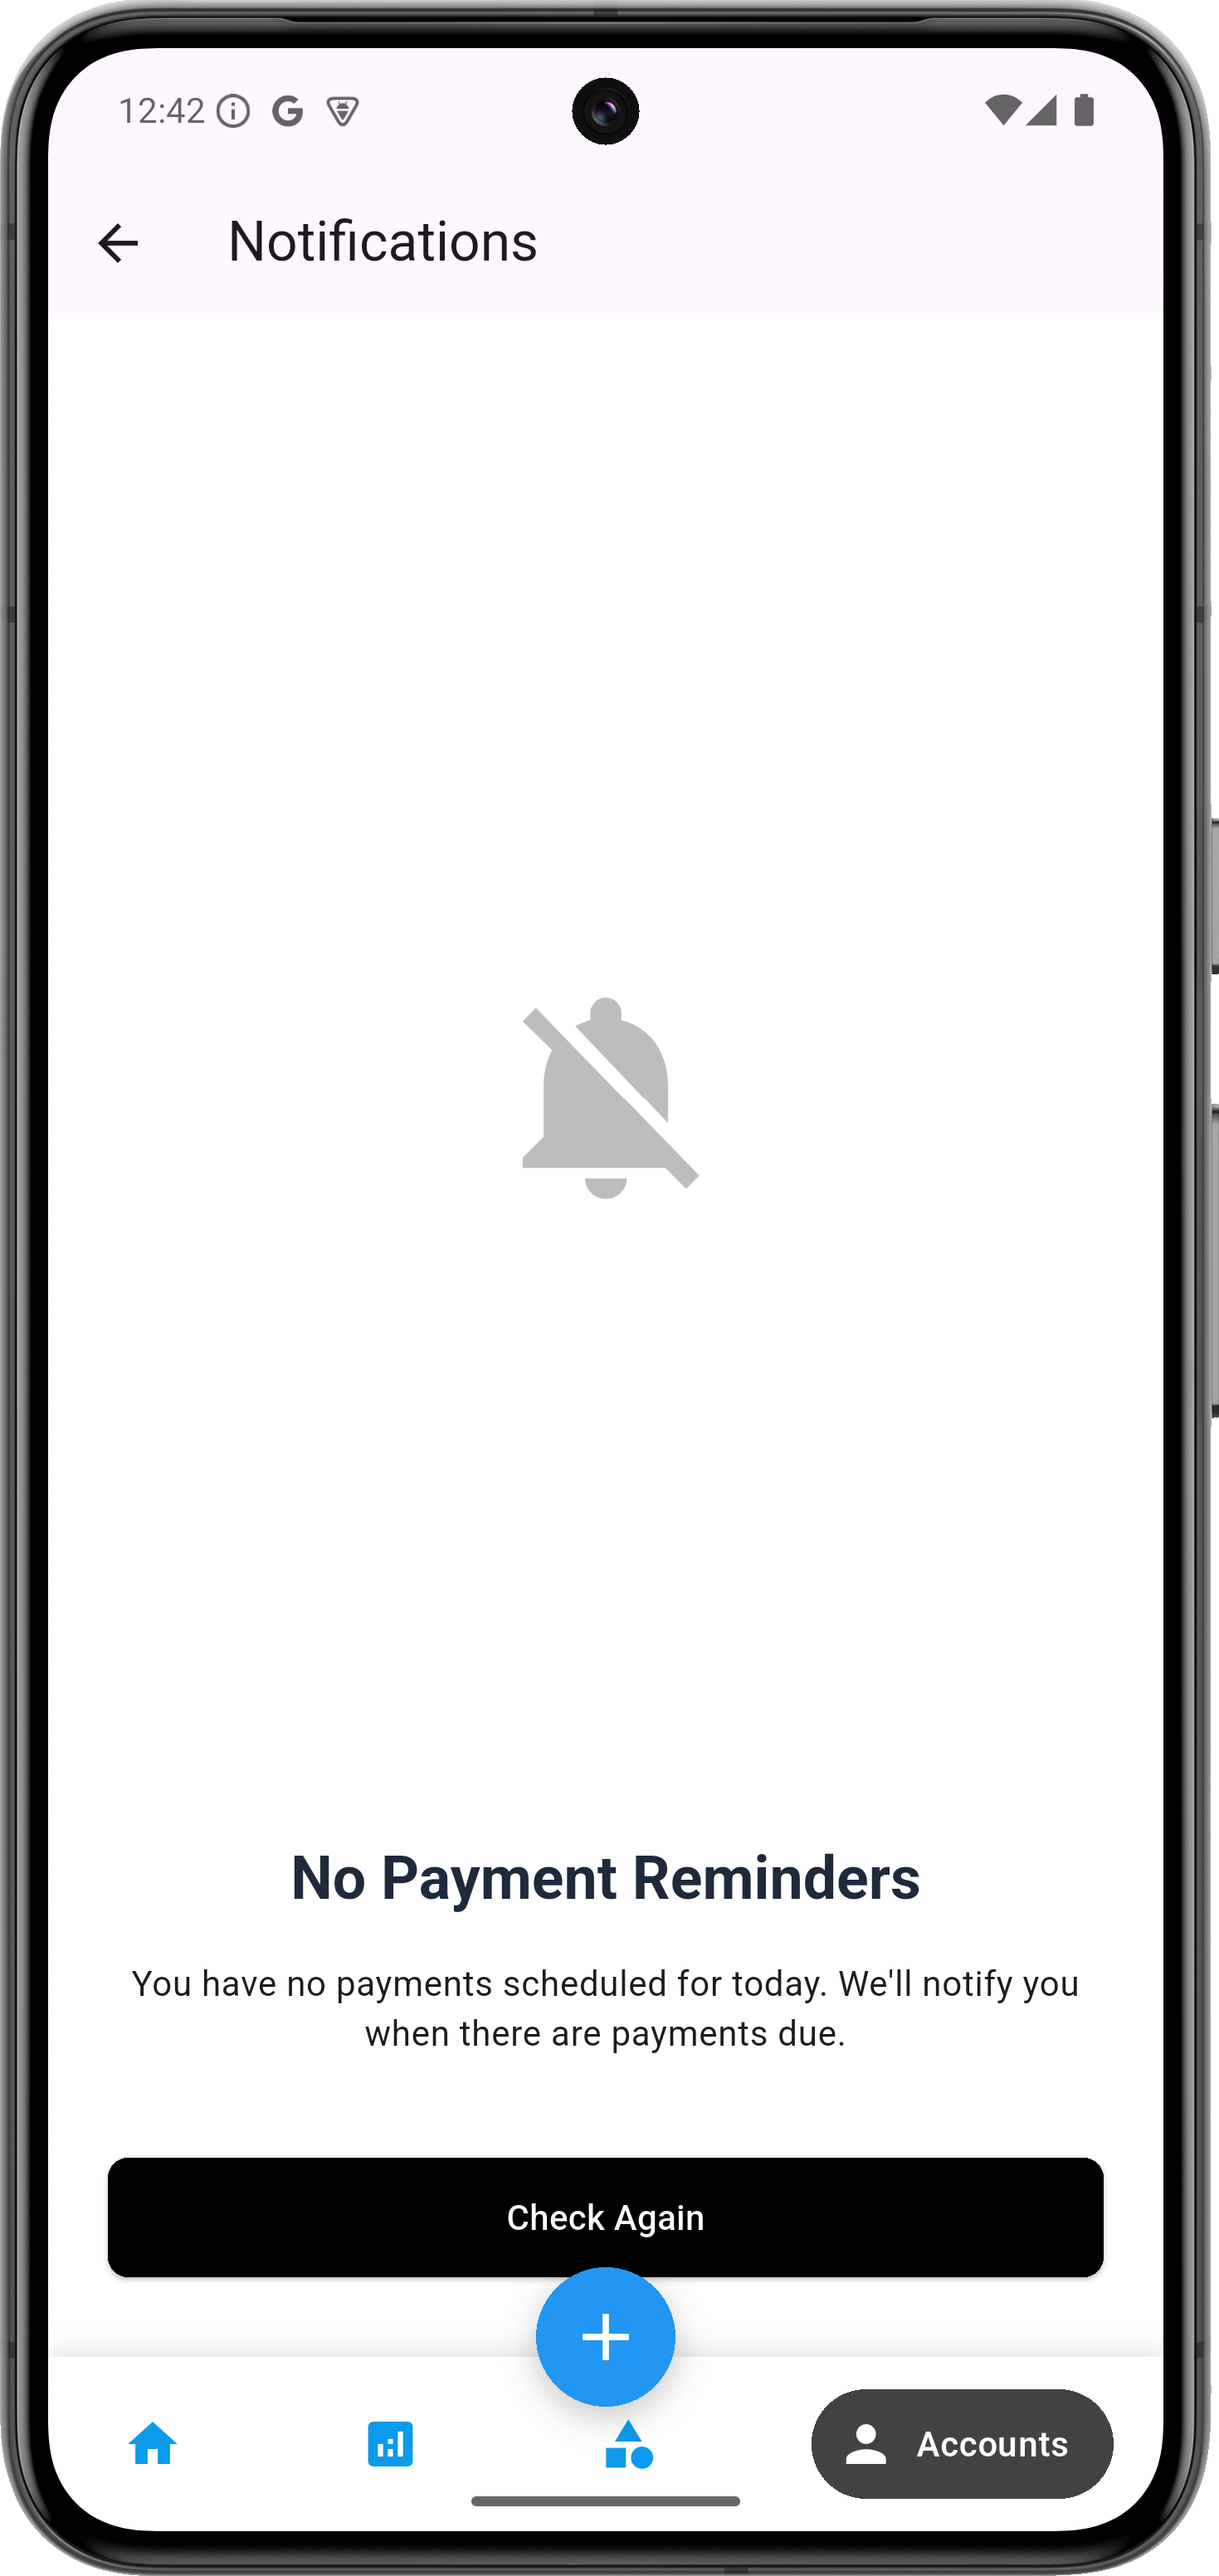 12:42
Notifications
No Payment Reminders
You have no payments scheduled for today. We'll notify you
when there are payments due.
Check Again
Accounts